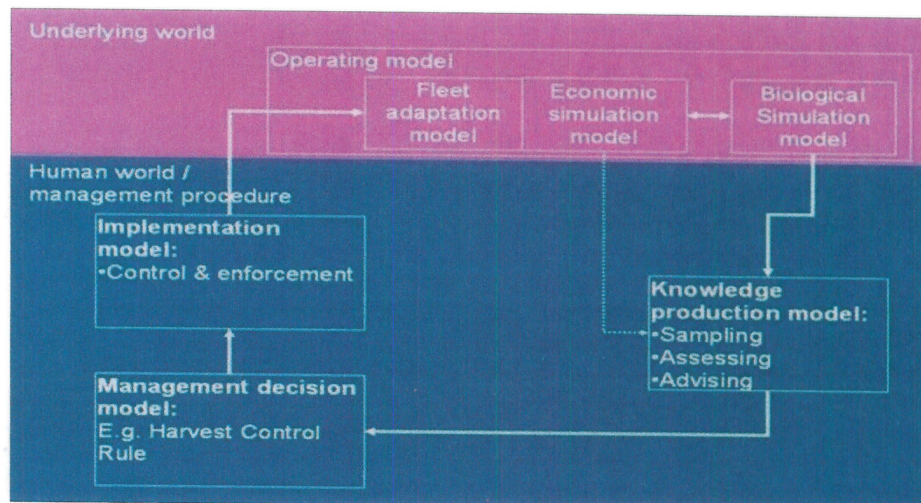 Underlying world
Operating model
Fleet
adaptation
model
Economic
simulation
model
Biological
Simulation
model
Human world /
management procedure
Implementation
model:
•Control & enforcement
Knowledge
production model:
•Sampling
•Assessing
•Advising
Management decision
model:
E.g. Harvest Control
Rule